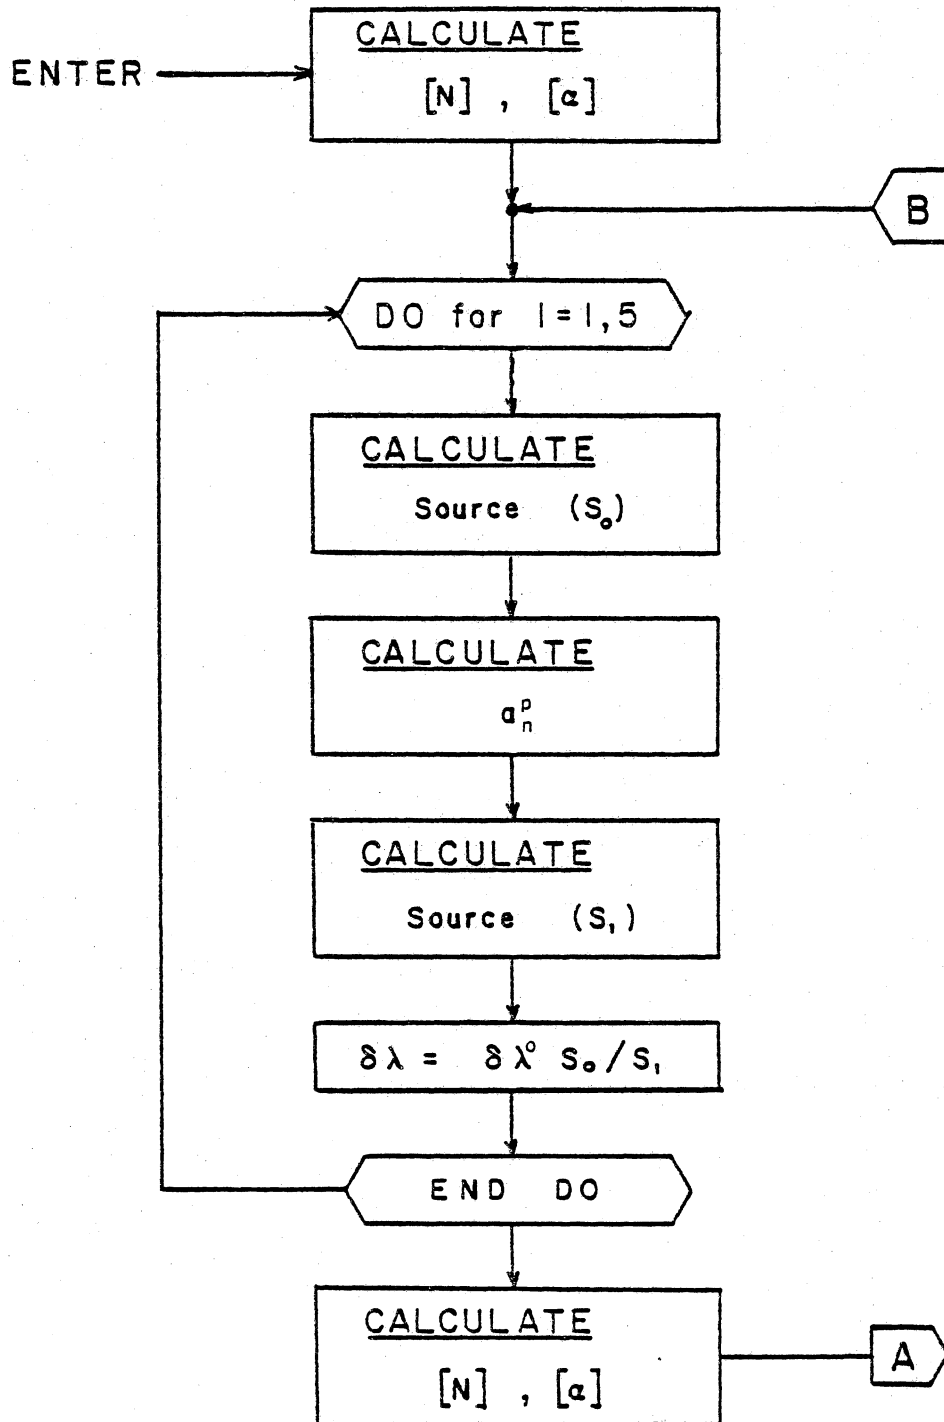 CALCULATE
ENTER
[N] , [α]
B
DO for I=1,5
CALCULATE
Source (S₀)
CALCULATE
aₙᵖ
CALCULATE
Source (S₁)
δλ = δλ⁰ S₀/S₁
END DO
CALCULATE
A
[N] , [α]